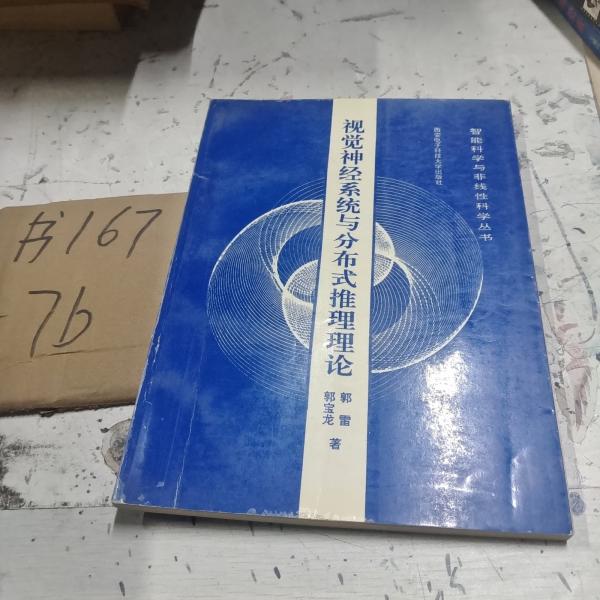 智能科学与非线性科学丛书
西安电子科技大学出版社
视觉神经系统与分布式推理理论
郭雷
郭宝龙
著
书167
7b